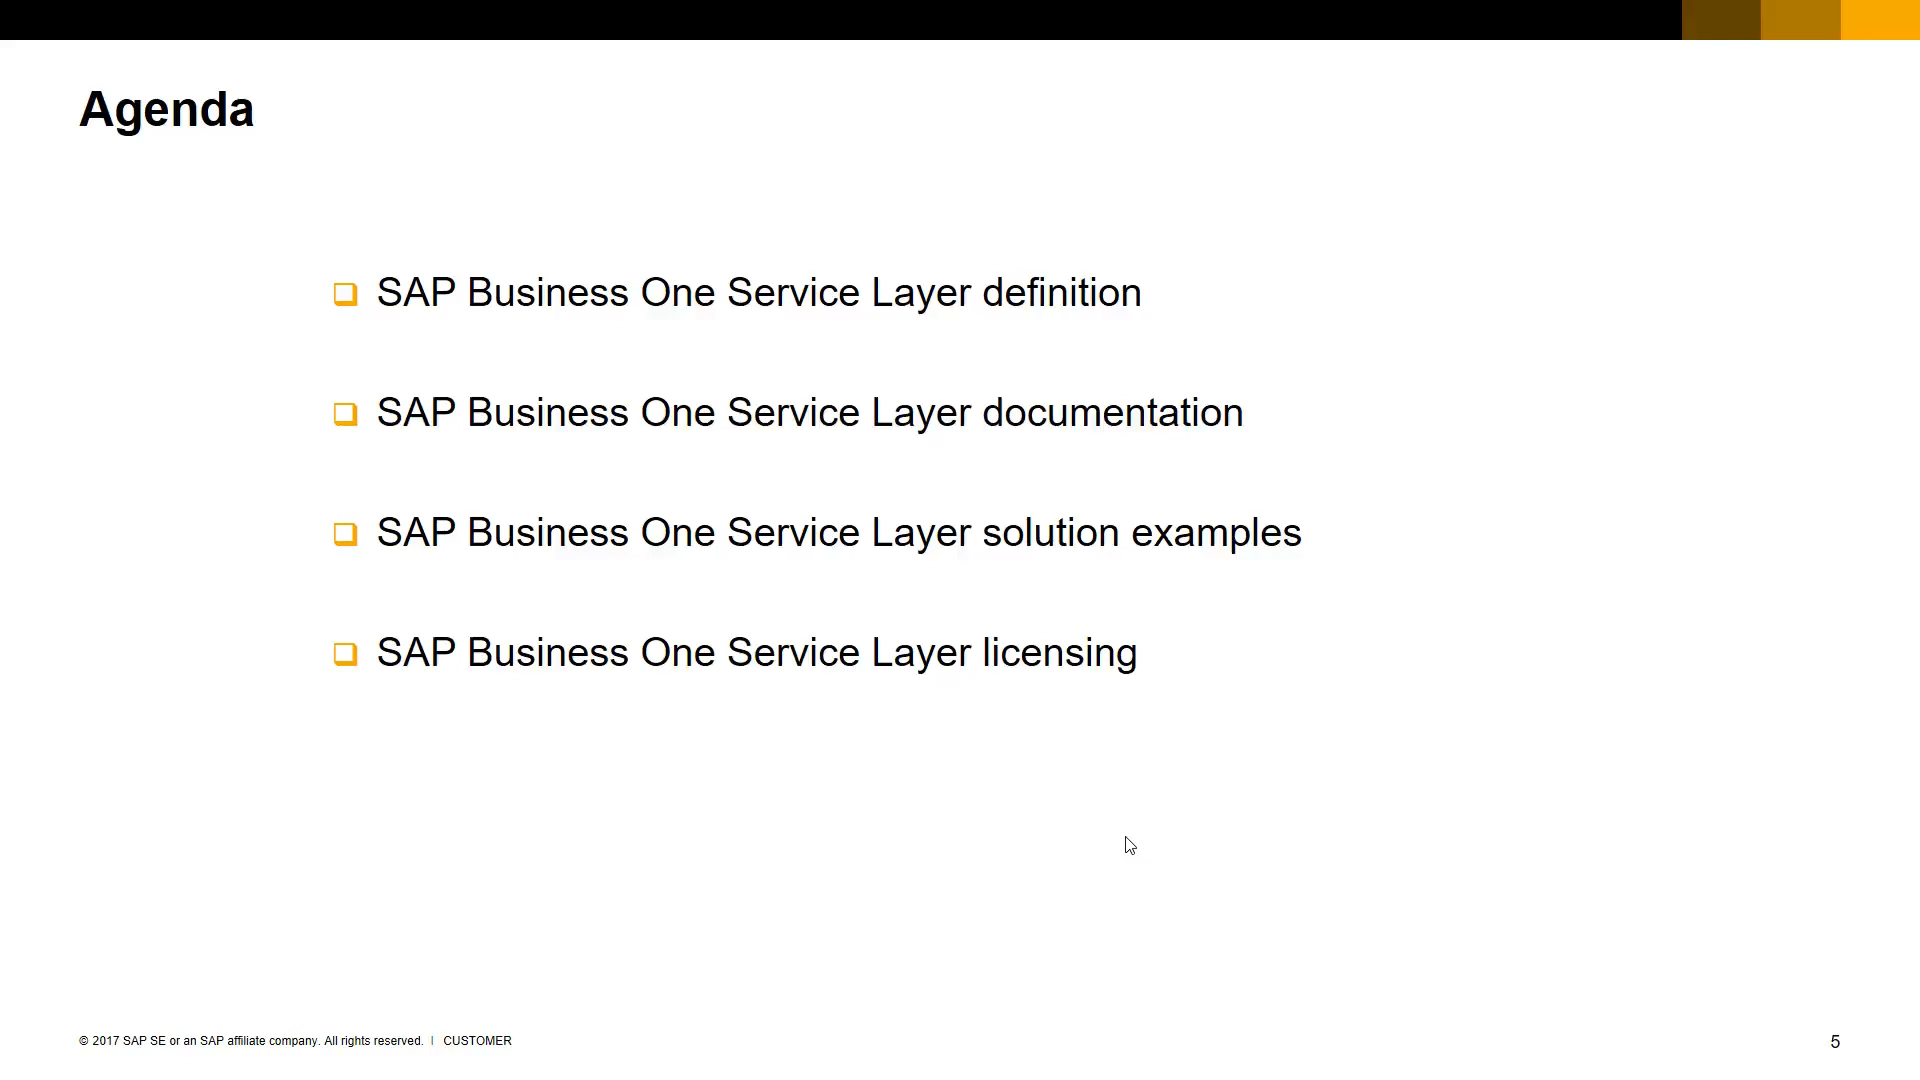 Agenda
SAP Business One Service Layer definition
SAP Business One Service Layer documentation
SAP Business One Service Layer solution examples
SAP Business One Service Layer licensing
© 2017 SAP SE or an SAP affiliate company. All rights reserved. | CUSTOMER
5